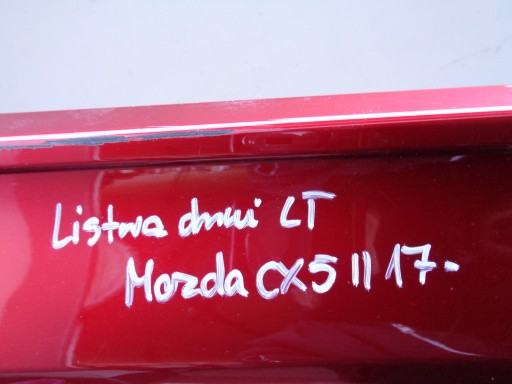 Listwa drzwi LT
Mazda CX5 II 17-